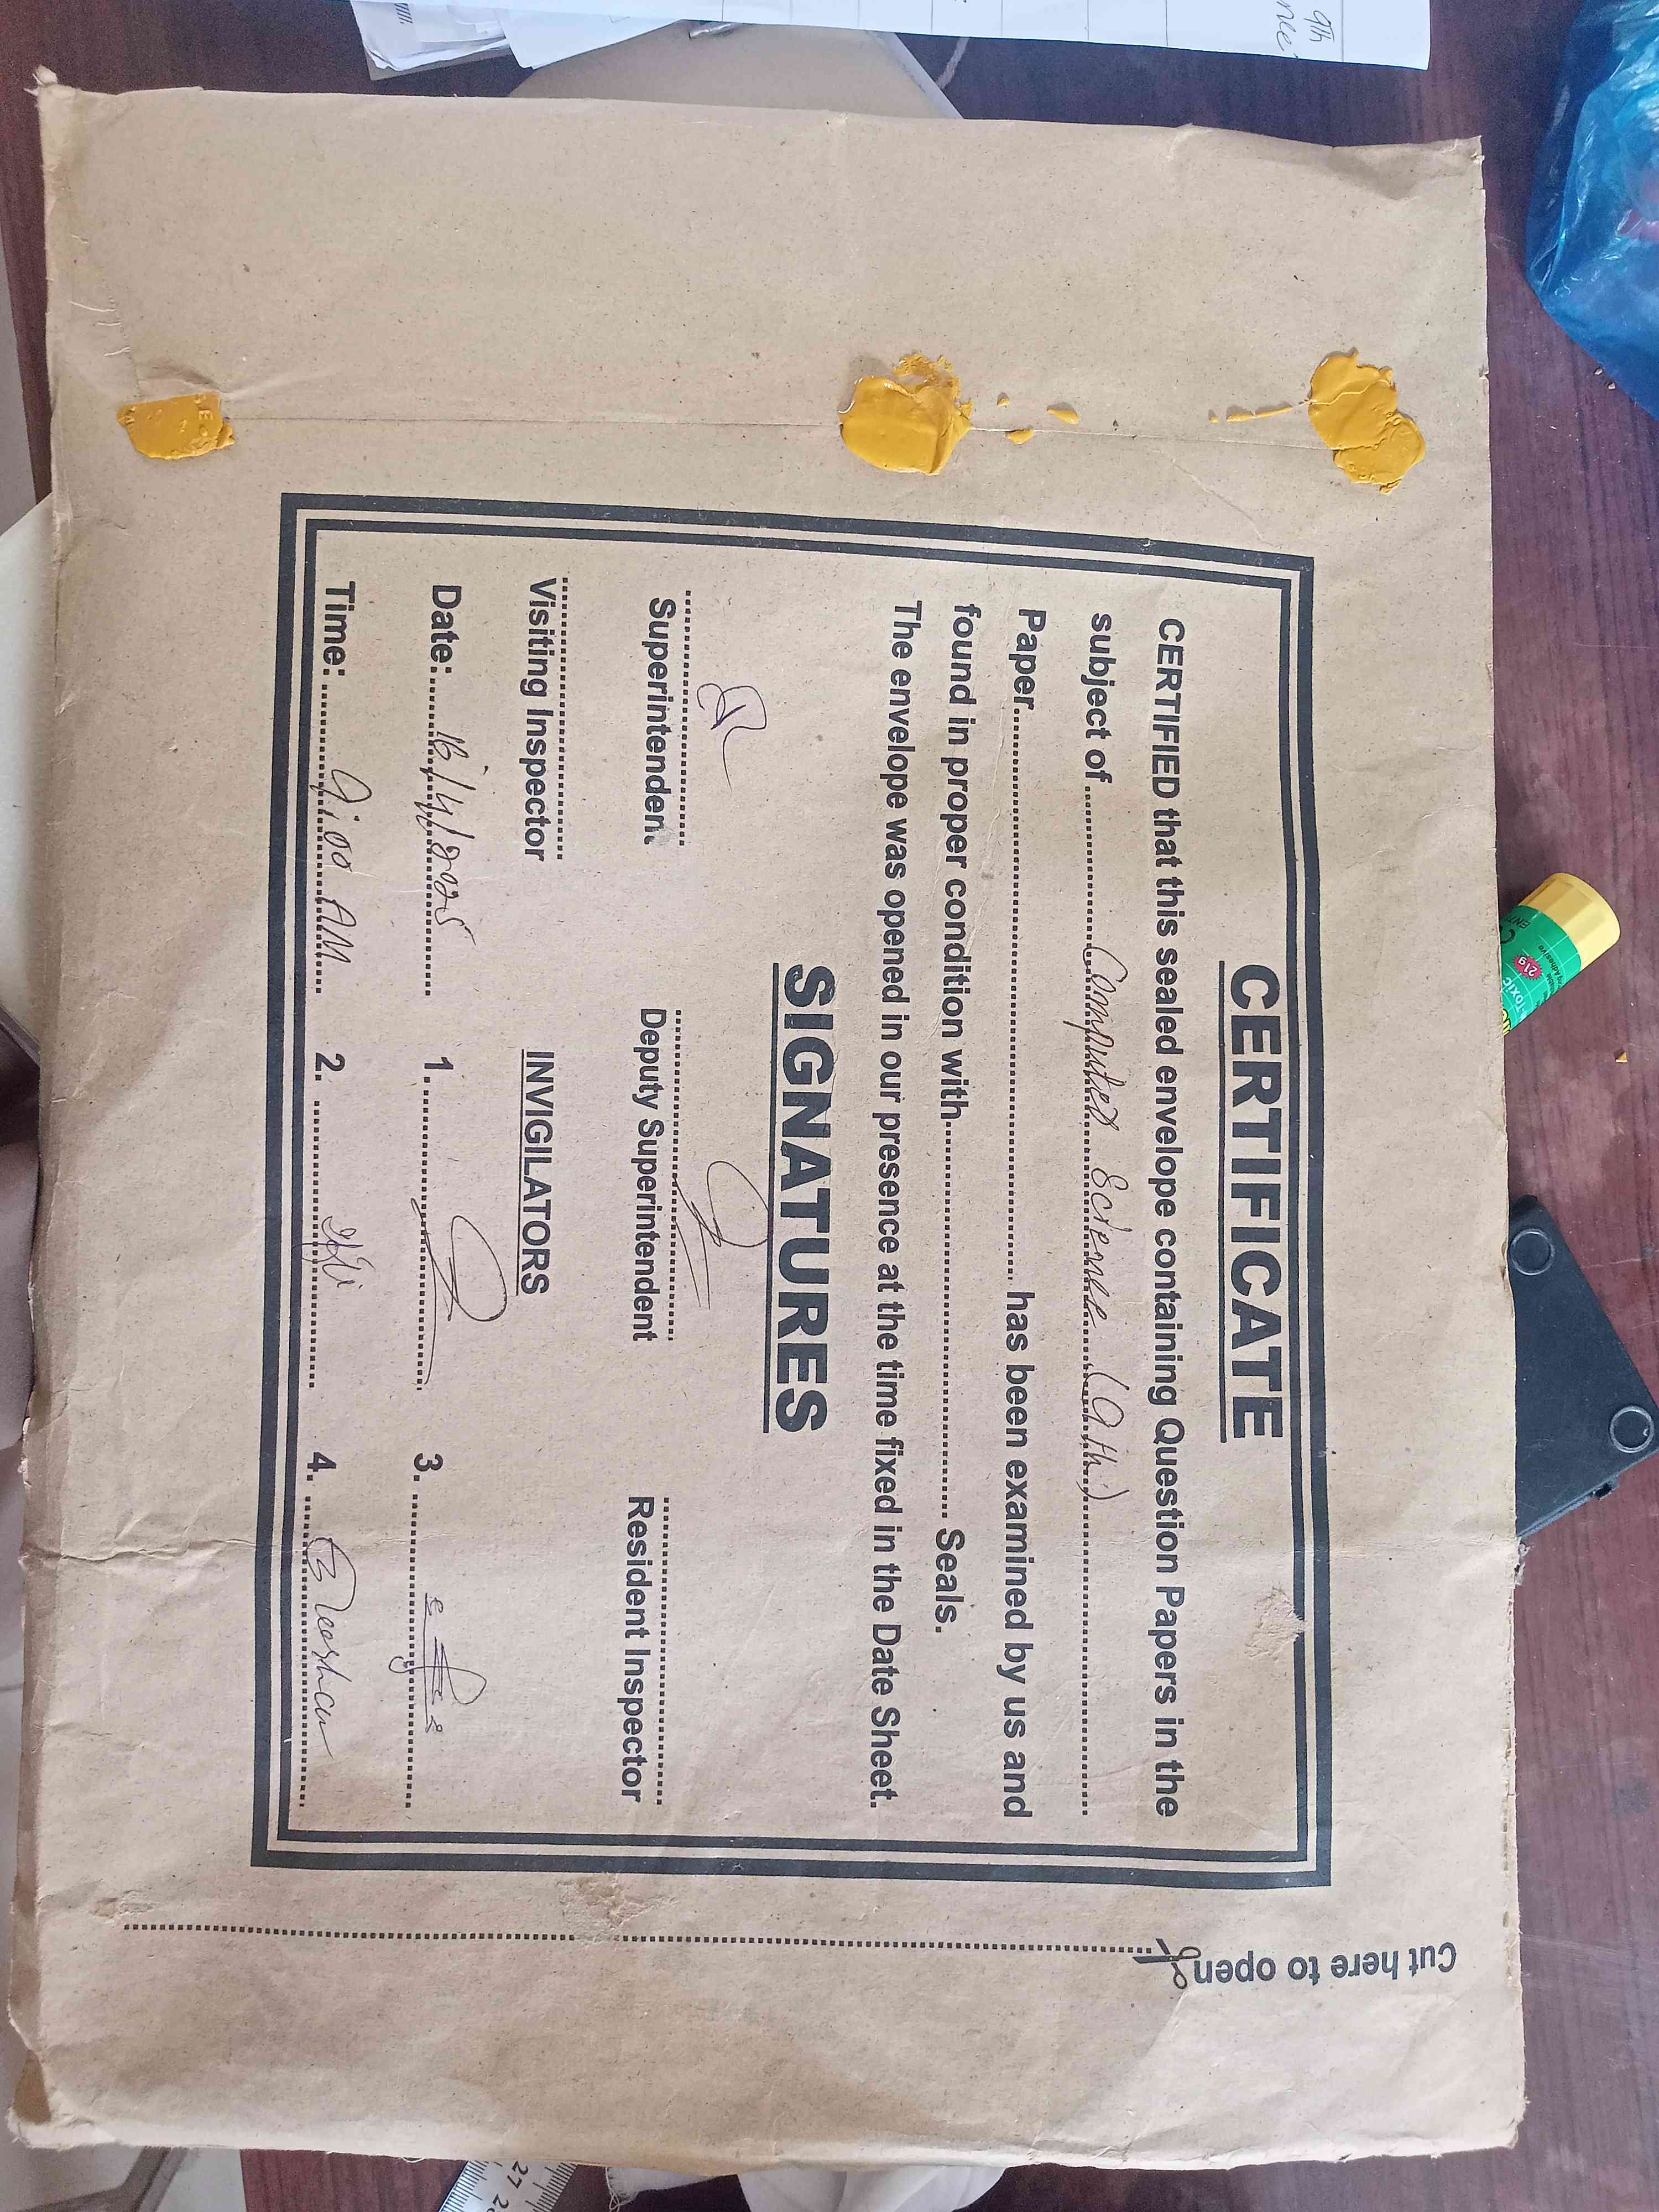 CERTIFICATE
CERTIFIED that this sealed envelope containing Question Papers in the
subject of Computer Science (9th)
Paper has been examined by us and
found in proper condition with Seals.
The envelope was opened in our presence at the time fixed in the Date Sheet.
SIGNATURES
Superintendent Deputy Superintendent Resident Inspector
Visiting Inspector INVIGILATORS
Date: 16/4/2025 1. 3.
Time: 9:00 AM 2. 4.
Cut here to open
9th
21g
27